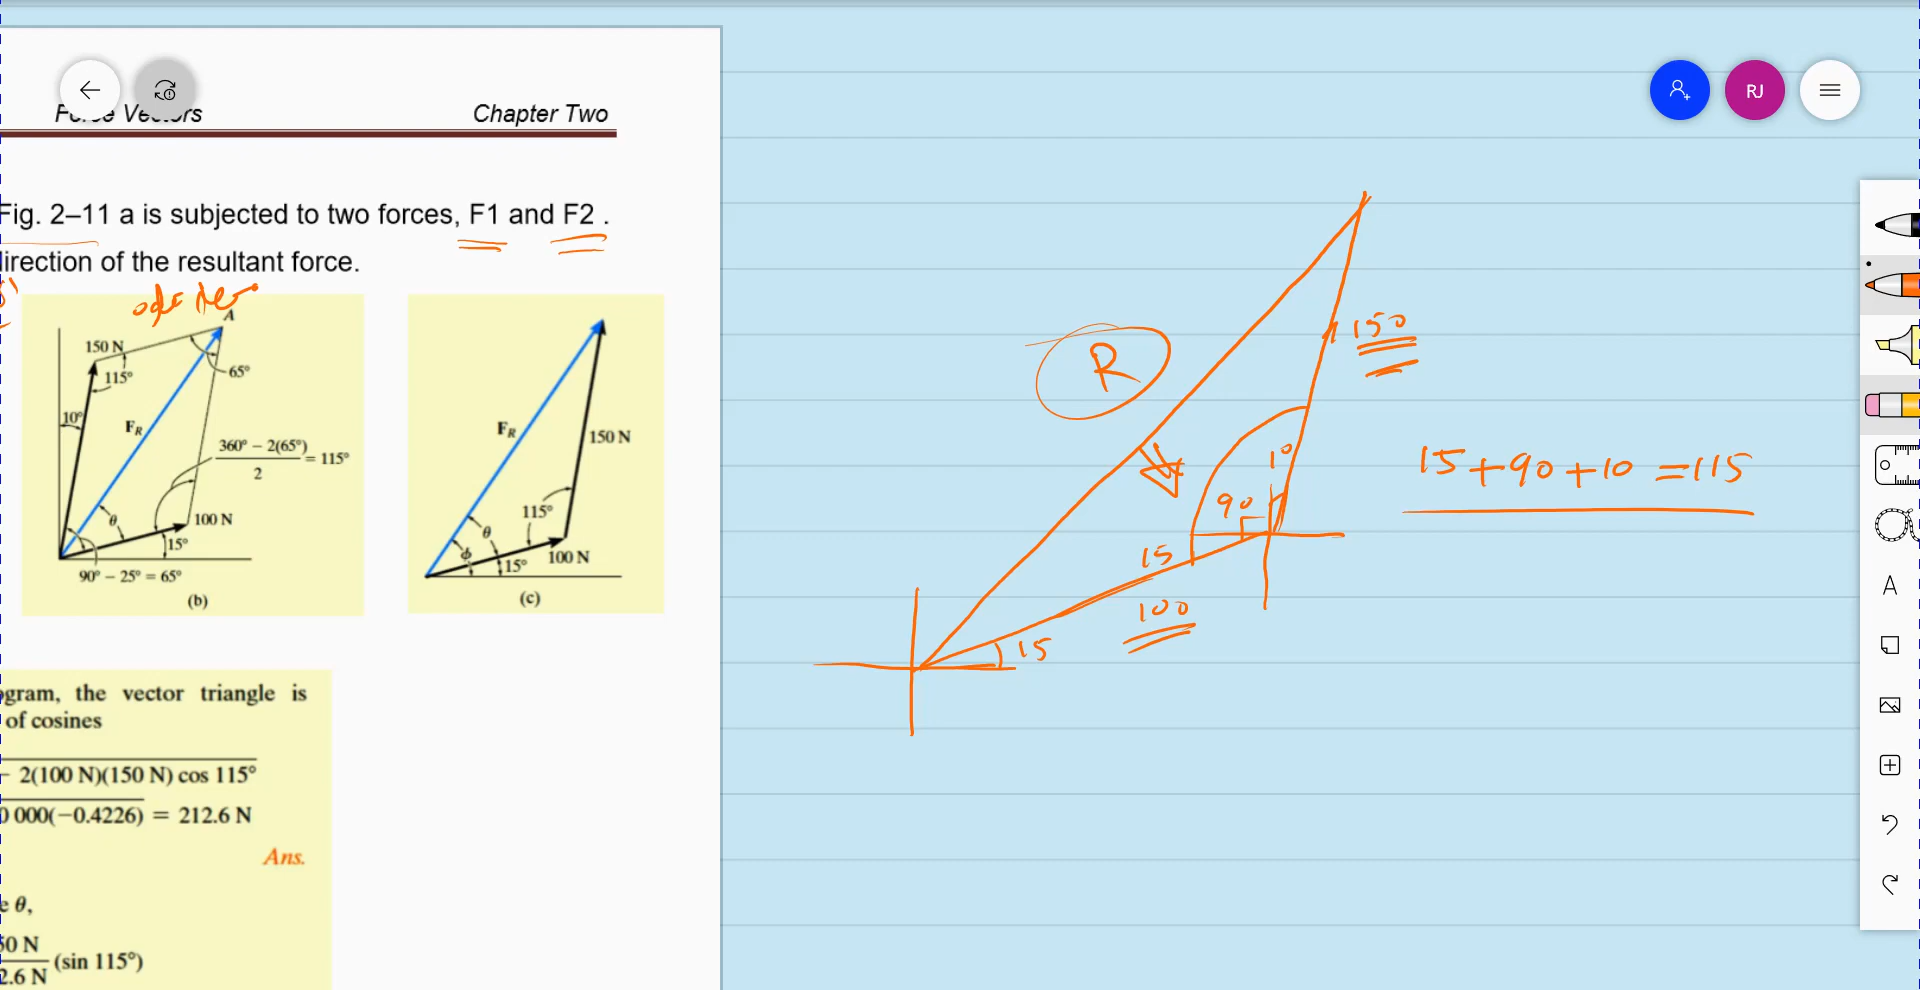 Force Vectors
Chapter Two
RJ
Fig. 2–11 a is subjected to two forces, F1 and F2 .
direction of the resultant force.
A
150 N
115°
65°
10°
FR
360° − 2(65°)
2
= 115°
θ
100 N
15°
90° − 25° = 65°
(b)
FR
150 N
115°
θ
ϕ
15°
100 N
(c)
ogram, the vector triangle is
of cosines
− 2(100 N)(150 N) cos 115°
0 000(−0.4226) = 212.6 N
Ans.
e θ,
50 N
2.6 N
(sin 115°)
R
150
10
90
15
100
15
15+90+10 =115
A